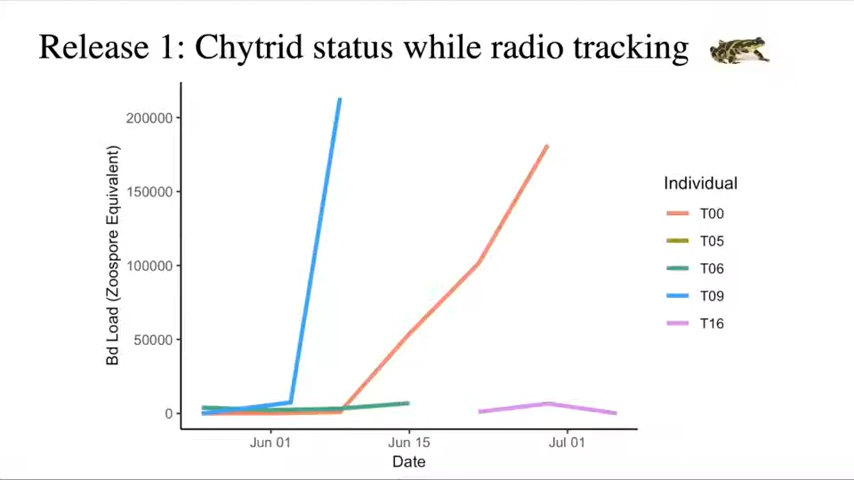 Release 1: Chytrid status while radio tracking
Bd Load (Zoospore Equivalent)
200000
150000
100000
50000
0
Jun 01
Jun 15
Jul 01
Date
Individual
T00
T05
T06
T09
T16